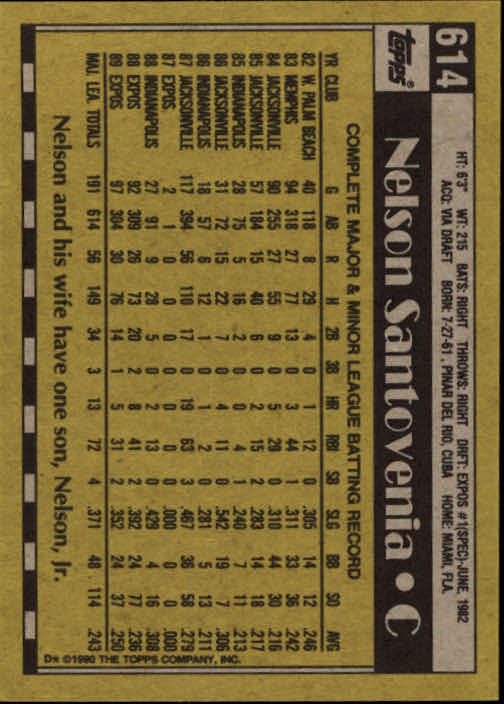 614
TOPPS®
HT: 6'3" WT: 215 BATS: RIGHT THROWS: RIGHT DRFT: EXPOS #1(SPEC)-JUNE, 1982
ACQ: VIA DRAFT BORN: 7-27-61, PINAR DEL RIO, CUBA HOME: MIAMI, FLA.
Nelson Santovenia • C
COMPLETE MAJOR & MINOR LEAGUE BATTING RECORD
YR CLUB G AB R H 2B 3B HR RBI SB SLG BB SO AVG
82 W. PALM BEACH 40 118 8 29 4 0 1 12 0 .305 14 12 .246
83 MEMPHIS 94 318 27 77 13 0 3 44 1 .311 33 36 .242
84 JACKSONVILLE 90 255 27 55 9 0 5 29 0 .310 44 30 .216
85 JACKSONVILLE 57 184 15 40 6 0 2 15 2 .283 14 18 .217
85 INDIANAPOLIS 28 75 5 16 2 0 0 4 1 .240 7 11 .213
86 JACKSONVILLE 31 72 15 22 7 0 4 11 0 .542 19 7 .306
86 INDIANAPOLIS 18 57 6 12 1 0 1 2 0 .281 5 13 .211
87 JACKSONVILLE 117 394 56 110 17 0 19 63 3 .467 36 58 .279
87 EXPOS 2 1 0 0 0 0 0 0 0 .000 0 0 .000
88 INDIANAPOLIS 27 91 9 28 5 0 2 13 0 .429 4 16 .308
88 EXPOS 92 309 26 73 20 2 8 41 2 .392 24 77 .236
89 EXPOS 97 304 30 76 14 1 5 31 2 .352 24 37 .250
MAJ. LEA. TOTALS 191 614 56 149 34 3 13 72 4 .371 48 114 .243
Nelson and his wife have one son, Nelson, Jr.
D* ©1990 THE TOPPS COMPANY, INC.